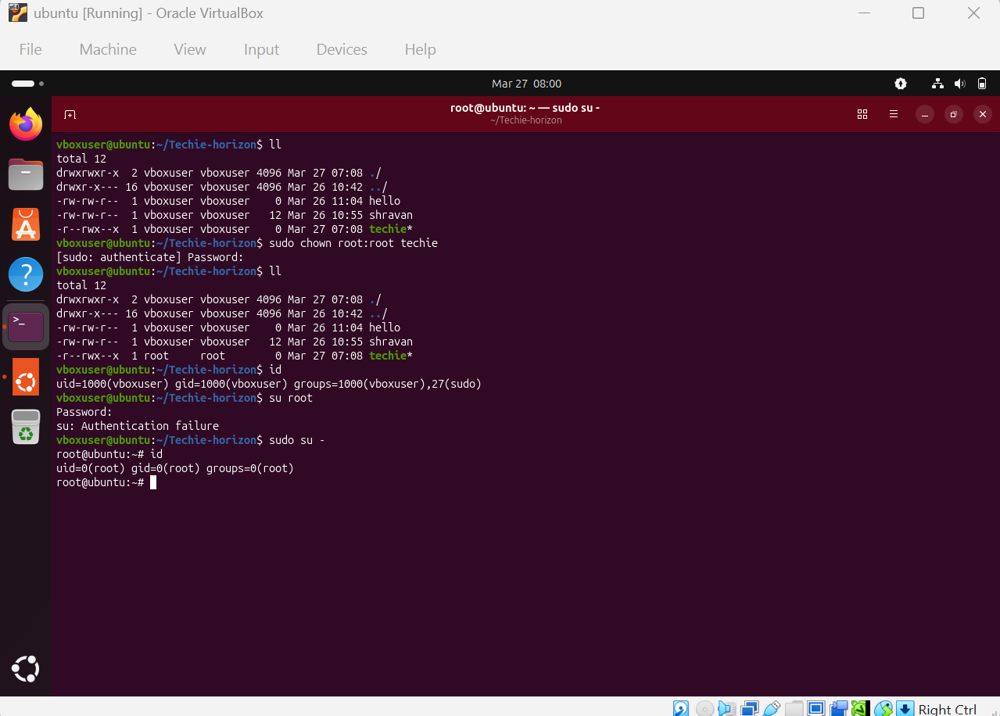 ubuntu [Running] - Oracle VirtualBox
File Machine View Input Devices Help
Mar 27 08:00
root@ubuntu: ~ — sudo su -
~/Techie-horizon
vboxuser@ubuntu:~/Techie-horizon$ ll
total 12
drwxrwxr-x  2 vboxuser vboxuser 4096 Mar 27 07:08 ./
drwxr-x--- 16 vboxuser vboxuser 4096 Mar 26 10:42 ../
-rw-rw-r--  1 vboxuser vboxuser    0 Mar 26 11:04 hello
-rw-rw-r--  1 vboxuser vboxuser   12 Mar 26 10:55 shravan
-r--rwx--x  1 vboxuser vboxuser    0 Mar 27 07:08 techie*
vboxuser@ubuntu:~/Techie-horizon$ sudo chown root:root techie
[sudo: authenticate] Password:
vboxuser@ubuntu:~/Techie-horizon$ ll
total 12
drwxrwxr-x  2 vboxuser vboxuser 4096 Mar 27 07:08 ./
drwxr-x--- 16 vboxuser vboxuser 4096 Mar 26 10:42 ../
-rw-rw-r--  1 vboxuser vboxuser    0 Mar 26 11:04 hello
-rw-rw-r--  1 vboxuser vboxuser   12 Mar 26 10:55 shravan
-r--rwx--x  1 root     root        0 Mar 27 07:08 techie*
vboxuser@ubuntu:~/Techie-horizon$ id
uid=1000(vboxuser) gid=1000(vboxuser) groups=1000(vboxuser),27(sudo)
vboxuser@ubuntu:~/Techie-horizon$ su root
Password:
su: Authentication failure
vboxuser@ubuntu:~/Techie-horizon$ sudo su -
root@ubuntu:~# id
uid=0(root) gid=0(root) groups=0(root)
root@ubuntu:~#
Right Ctrl